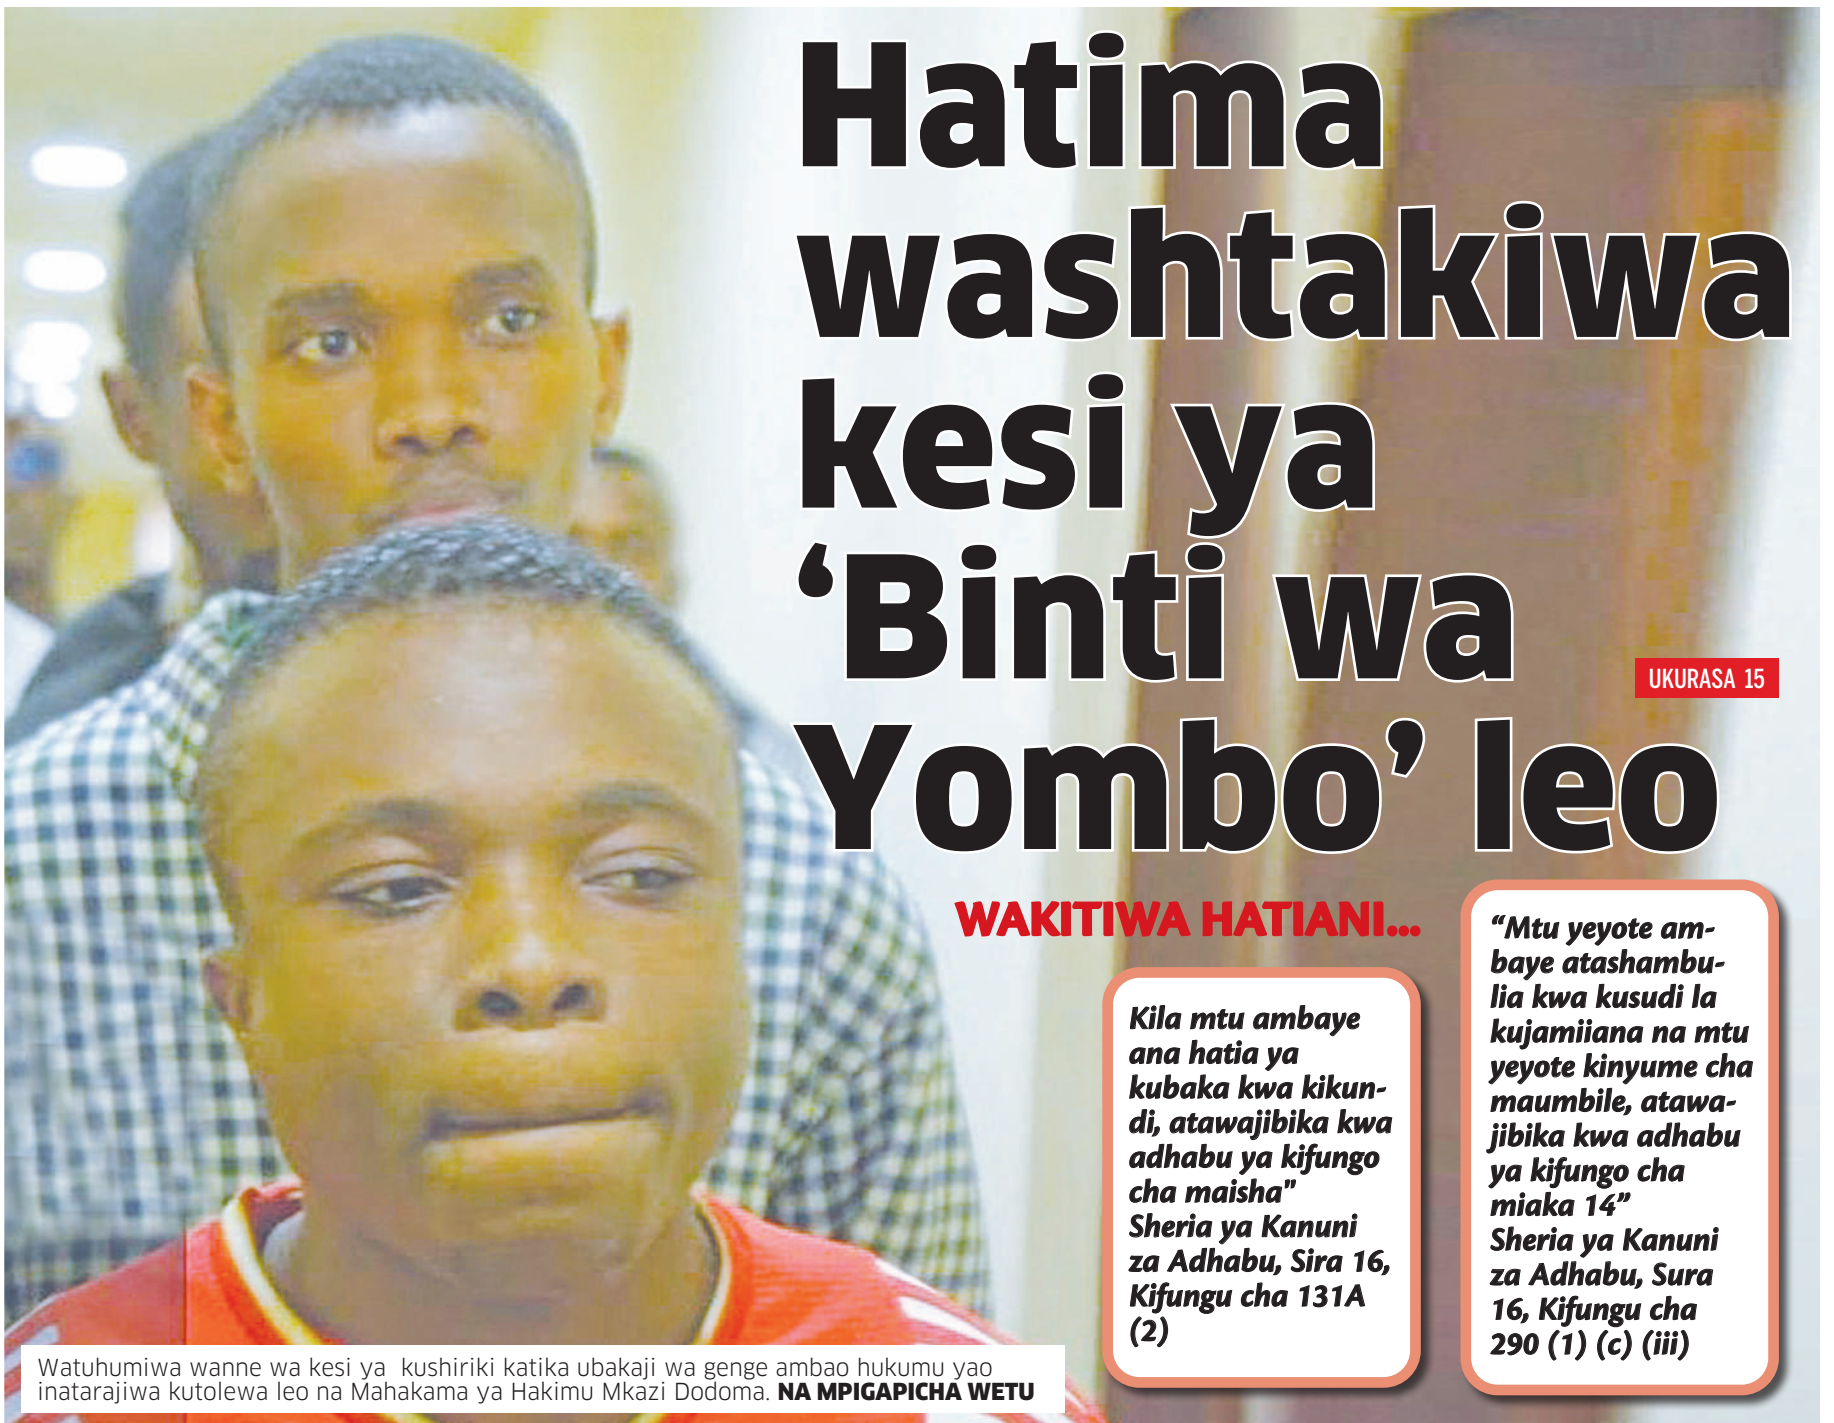 Hatima
washtakiwa
kesi ya
‘Binti wa
Yombo’ leo
UKURASA 15
WAKITIWA HATIANI...
Kila mtu ambaye
ana hatia ya
kubaka kwa kikun-
di, atawajibika kwa
adhabu ya kifungo
cha maisha"
Sheria ya Kanuni
za Adhabu, Sira 16,
Kifungu cha 131A
(2)
“Mtu yeyote am-
baye atashambu-
lia kwa kusudi la
kujamiiana na mtu
yeyote kinyume cha
maumbile, atawa-
jibika kwa adhabu
ya kifungo cha
miaka 14”
Sheria ya Kanuni
za Adhabu, Sura
16, Kifungu cha
290 (1) (c) (iii)
Watuhumiwa wanne wa kesi ya kushiriki katika ubakaji wa genge ambao hukumu yao
inatarajiwa kutolewa leo na Mahakama ya Hakimu Mkazi Dodoma. NA MPIGAPICHA WETU